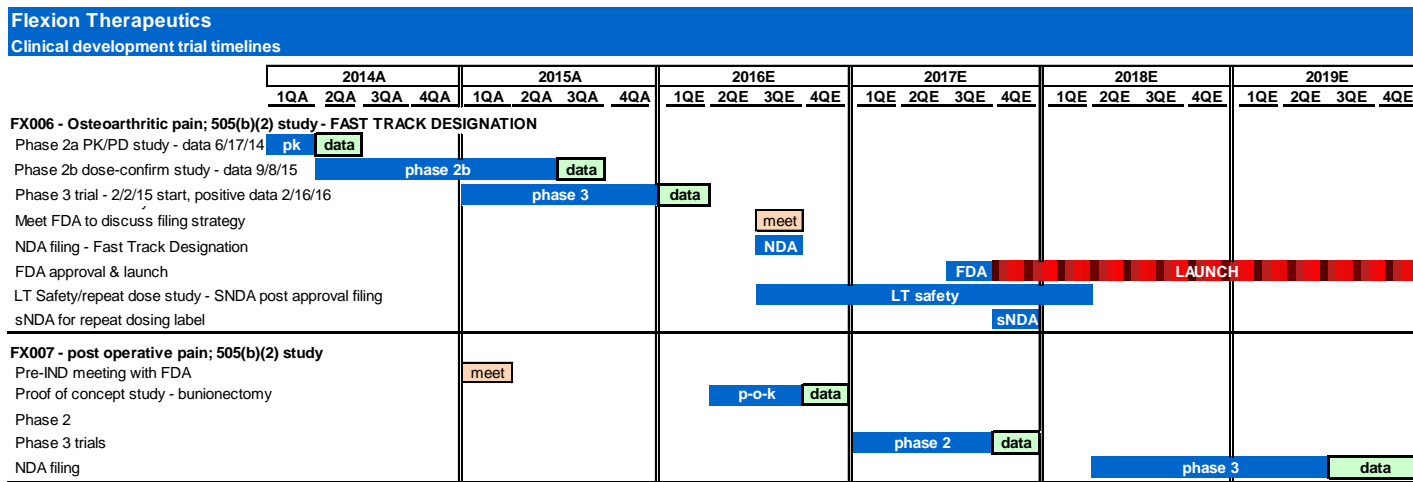 Flexion Therapeutics
Clinical development trial timelines
2014A 2015A 2016E 2017E 2018E 2019E
1QA 2QA 3QA 4QA 1QA 2QA 3QA 4QA 1QE 2QE 3QE 4QE 1QE 2QE 3QE 4QE 1QE 2QE 3QE 4QE 1QE 2QE 3QE 4QE
FX006 - Osteoarthritic pain; 505(b)(2) study - FAST TRACK DESIGNATION
Phase 2a PK/PD study - data 6/17/14 pk data
Phase 2b dose-confirm study - data 9/8/15 phase 2b data
Phase 3 trial - 2/2/15 start, positive data 2/16/16 phase 3 data
Meet FDA to discuss filing strategy meet
NDA filing - Fast Track Designation NDA
FDA approval & launch FDA LAUNCH
LT Safety/repeat dose study - SNDA post approval filing LT safety
sNDA for repeat dosing label sNDA
FX007 - post operative pain; 505(b)(2) study
Pre-IND meeting with FDA meet
Proof of concept study - bunionectomy p-o-k data
Phase 2
Phase 3 trials phase 2 data
NDA filing phase 3 data